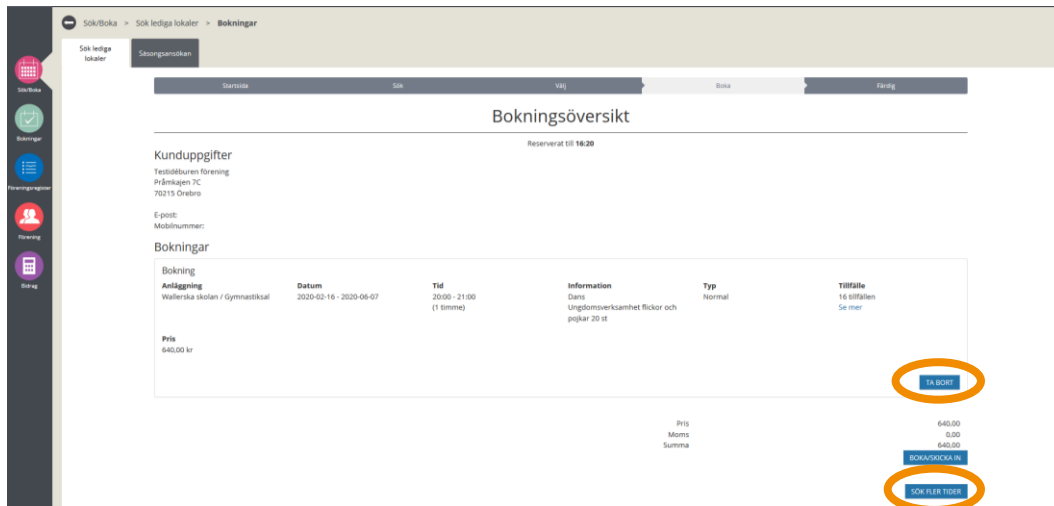 Sök/Boka > Sök lediga lokaler > Bokningar
Sök lediga lokaler
Säsongsansökan
Sök/Boka
Bokningar
Föreningsregister
Förening
Bidrag
Startsida Sök Välj Boka Färdig
Bokningsöversikt
Reserverat till 16:20
Kunduppgifter
Testidéburen förening
Pråmkajen 7C
70215 Örebro
E-post:
Mobilnummer:
Bokningar
Bokning
Anläggning Datum Tid Information Typ Tillfälle
Wallerska skolan / Gymnastiksal 2020-02-16 - 2020-06-07 20:00 - 21:00 Dans Normal 16 tillfällen
(1 timme) Ungdomsverksamhet flickor och Se mer
pojkar 20 st
Pris
640,00 kr
TA BORT
Pris 640,00
Moms 0,00
Summa 640,00
BOKA/SKICKA IN
SÖK FLER TIDER